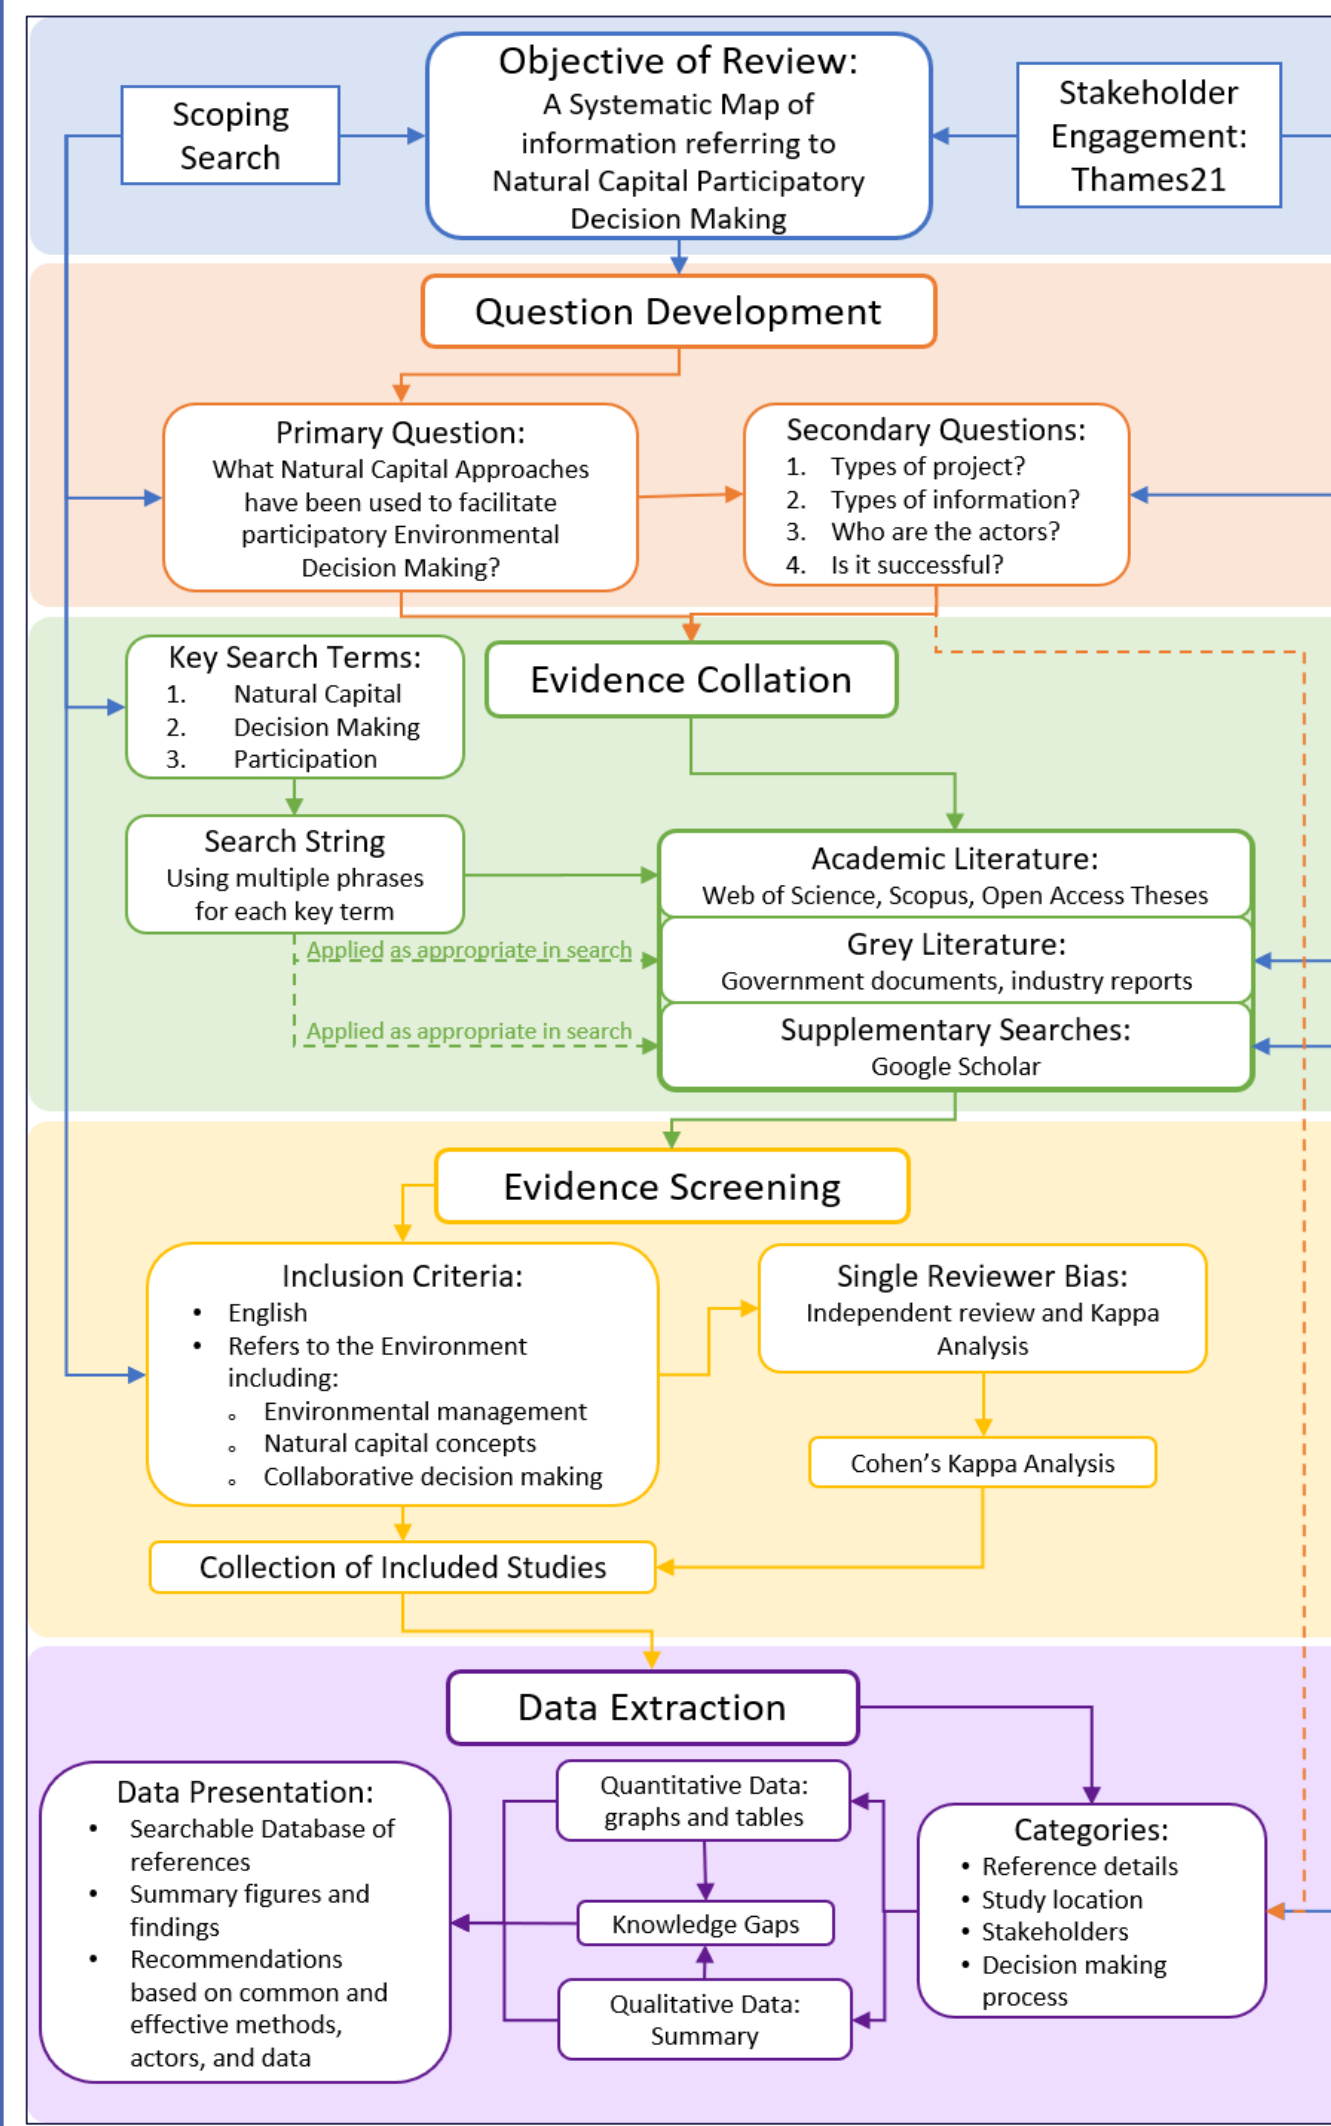 Objective of Review:
A Systematic Map of
information referring to
Natural Capital Participatory
Decision Making
Scoping
Search
Stakeholder
Engagement:
Thames21
Question Development
Primary Question:
What Natural Capital Approaches
have been used to facilitate
participatory Environmental
Decision Making?
Secondary Questions:
1. Types of project?
2. Types of information?
3. Who are the actors?
4. Is it successful?
Key Search Terms:
1. Natural Capital
2. Decision Making
3. Participation
Evidence Collation
Search String
Using multiple phrases
for each key term
Academic Literature:
Web of Science, Scopus, Open Access Theses
Applied as appropriate in search
Grey Literature:
Government documents, industry reports
Applied as appropriate in search
Supplementary Searches:
Google Scholar
Evidence Screening
Inclusion Criteria:
• English
• Refers to the Environment
including:
o Environmental management
o Natural capital concepts
o Collaborative decision making
Single Reviewer Bias:
Independent review and Kappa
Analysis
Cohen's Kappa Analysis
Collection of Included Studies
Data Extraction
Data Presentation:
• Searchable Database of
references
• Summary figures and
findings
• Recommendations
based on common and
effective methods,
actors, and data
Quantitative Data:
graphs and tables
Knowledge Gaps
Qualitative Data:
Summary
Categories:
• Reference details
• Study location
• Stakeholders
• Decision making
process